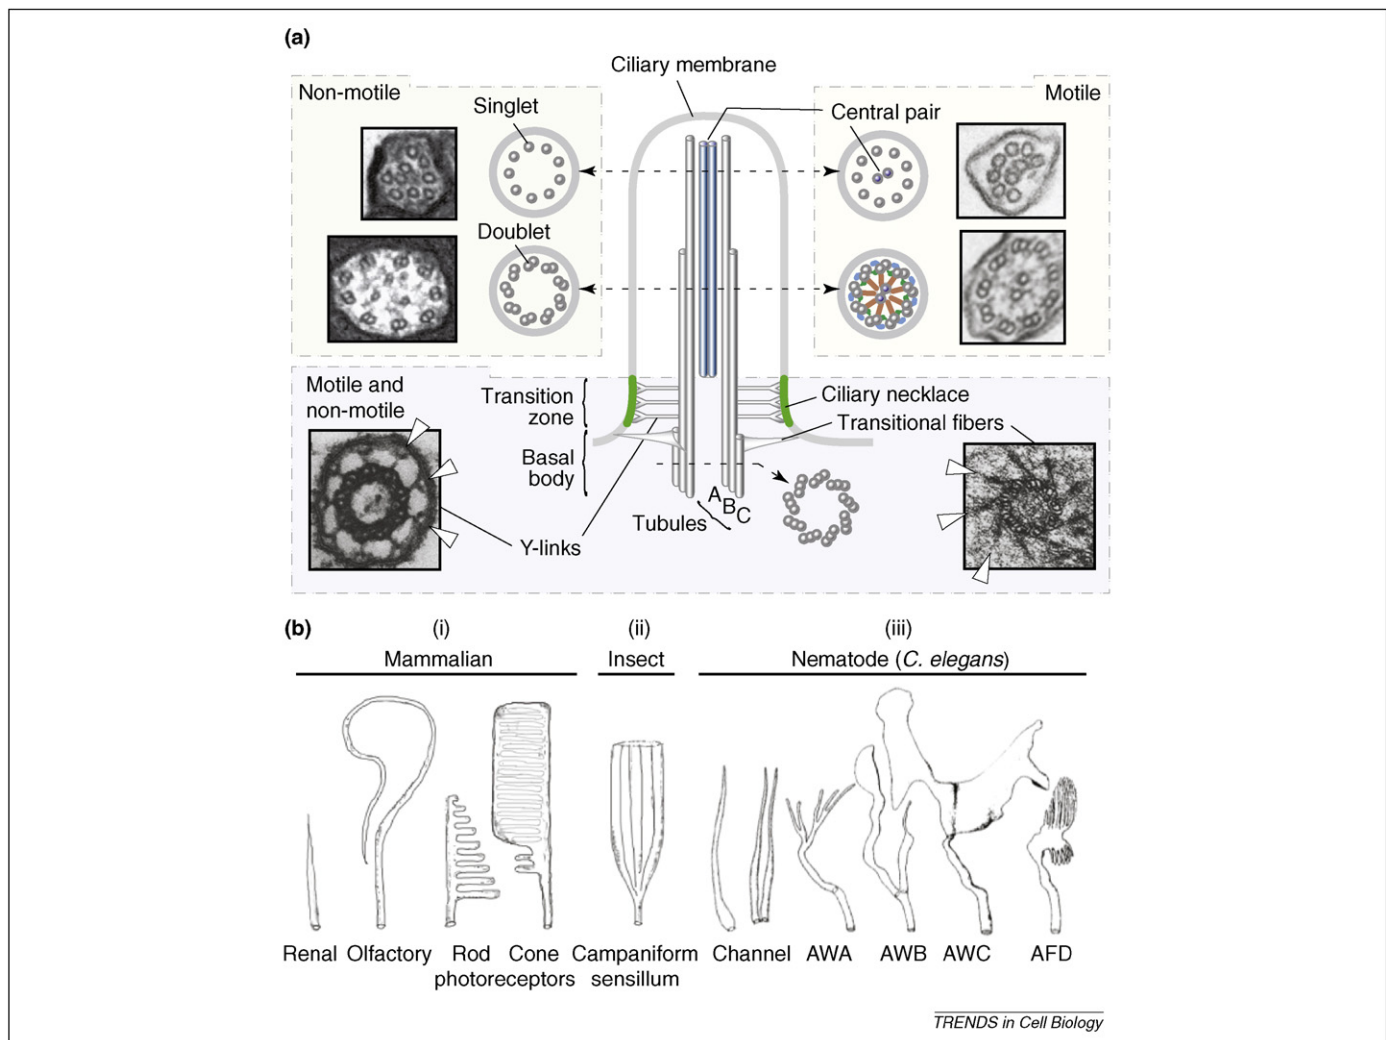 (a)
Ciliary membrane
Non-motile
Motile
Singlet
Central pair
Doublet
Motile and
non-motile
Transition
zone
Ciliary necklace
Transitional fibers
Basal
body
A
B
C
Tubules
Y-links
(b)
(i)
(ii)
(iii)
Mammalian
Insect
Nematode (C. elegans)
Renal
Olfactory
Rod
Cone
photoreceptors
Campaniform
sensillum
Channel
AWA
AWB
AWC
AFD
TRENDS in Cell Biology